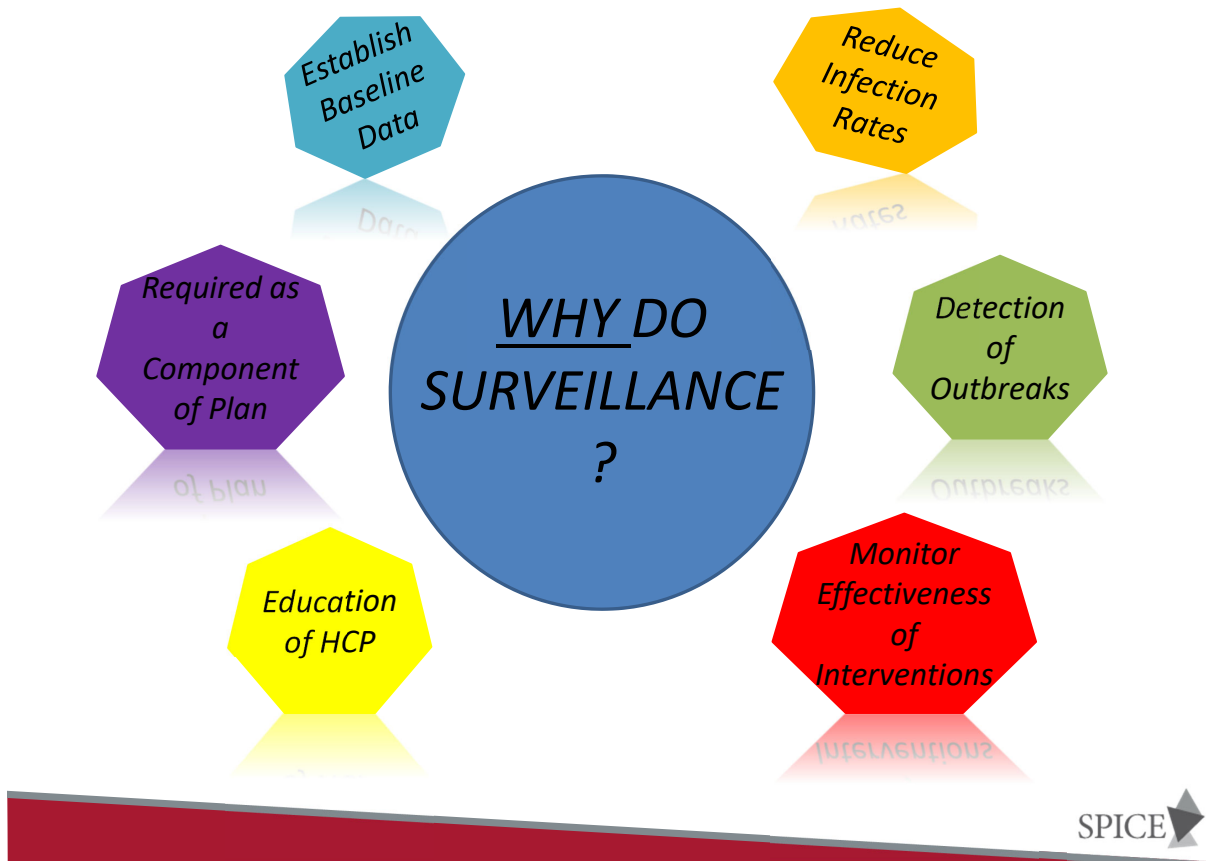 Establish
Baseline
Data
Reduce
Infection
Rates
Required as
a
Component
of Plan
WHY DO
SURVEILLANCE
?
Detection
of
Outbreaks
Education
of HCP
Monitor
Effectiveness
of
Interventions
SPICE